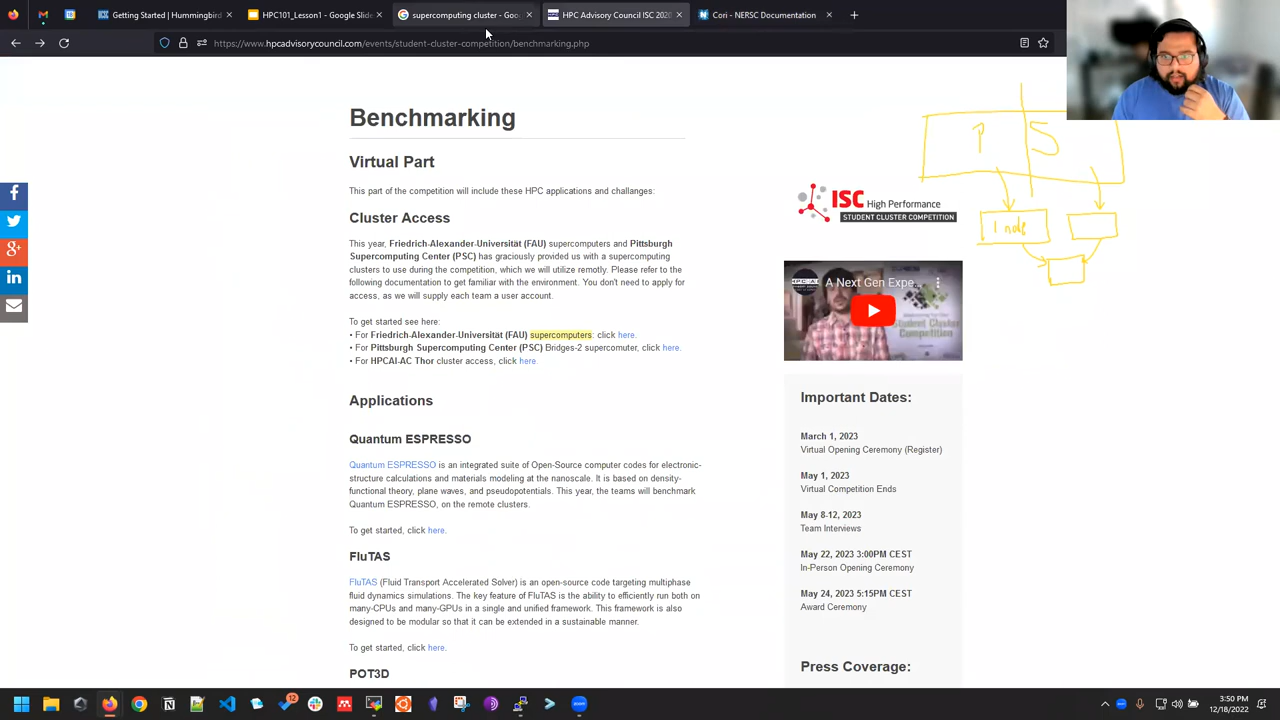 Getting Started | Hummingbird
HPC101_Lesson1 - Google Slide
benchmarking cluster - Goo
HPC Advisory Council ISC 202
Cori - NERSC Documentation
https://www.hpcadvisorycouncil.com/events/student-cluster-competition/benchmarking.php
Benchmarking
Virtual Part
This part of the competition will include these HPC applications and challanges:
Cluster Access
This year, Friedrich-Alexander-Universität (FAU) supercomputers and Pittsburgh
Supercomputing Center (PSC) has graciously provided us with a supercomputing
clusters to use during the competition, which we will utilize remotly. Please refer to the
following documentation to get familiar with the environment. You don't need to apply for
access, as we will supply each team a user account.
To get started see here:
• For Friedrich-Alexander-Universität (FAU) supercomputers: click here.
• For Pittsburgh Supercomputing Center (PSC) Bridges-2 supercomuter, click here.
• For HPCAI-AC Thor cluster access, click here.
Applications
Quantum ESPRESSO
Quantum ESPRESSO is an integrated suite of Open-Source computer codes for electronic-
structure calculations and materials modeling at the nanoscale. It is based on density-
functional theory, plane waves, and pseudopotentials. This year, the teams will benchmark
Quantum ESPRESSO, on the remote clusters.
To get started, click here.
FluTAS
FluTAS (Fluid Transport Accelerated Solver) is an open-source code targeting multiphase
fluid dynamics simulations. The key feature of FluTAS is the ability to efficiently run both on
many-CPUs and many-GPUs in a single and unified framework. This framework is also
designed to be modular so that it can be extended in a sustainable manner.
To get started, click here.
POT3D
P S
1 node
ISC High Performance
STUDENT CLUSTER COMPETITION
A Next Gen Expe...
Student Cluster
Competition
Important Dates:
March 1, 2023
Virtual Opening Ceremony (Register)
May 1, 2023
Virtual Competition Ends
May 8-12, 2023
Team Interviews
May 22, 2023 3:00PM CEST
In-Person Opening Ceremony
May 24, 2023 5:15PM CEST
Award Ceremony
Press Coverage:
12
3:50 PM
12/18/2022